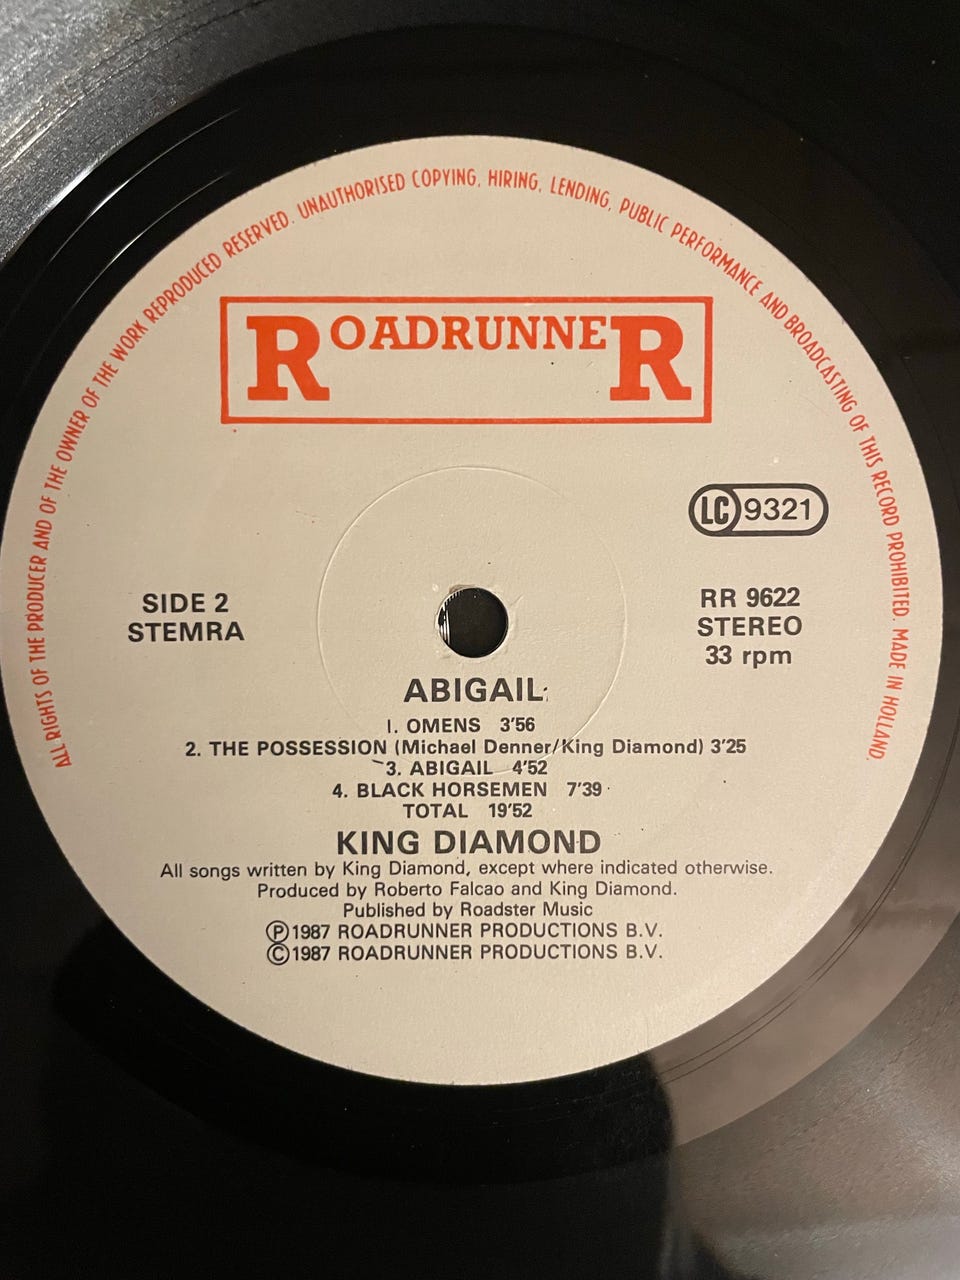 ALL RIGHTS OF THE PRODUCER AND OF THE OWNER OF THE WORK REPRODUCED RESERVED. UNAUTHORISED COPYING, HIRING, LENDING, PUBLIC PERFORMANCE AND BROADCASTING OF THIS RECORD PROHIBITED. MADE IN HOLLAND.
ROADRUNNER
LC 9321
SIDE 2
STEMRA
RR 9622
STEREO
33 rpm
ABIGAIL
1. OMENS 3'56
2. THE POSSESSION (Michael Denner/King Diamond) 3'25
3. ABIGAIL 4'52
4. BLACK HORSEMEN 7'39
TOTAL 19'52
KING DIAMOND
All songs written by King Diamond, except where indicated otherwise.
Produced by Roberto Falcao and King Diamond.
Published by Roadster Music
Ⓟ1987 ROADRUNNER PRODUCTIONS B.V.
©1987 ROADRUNNER PRODUCTIONS B.V.